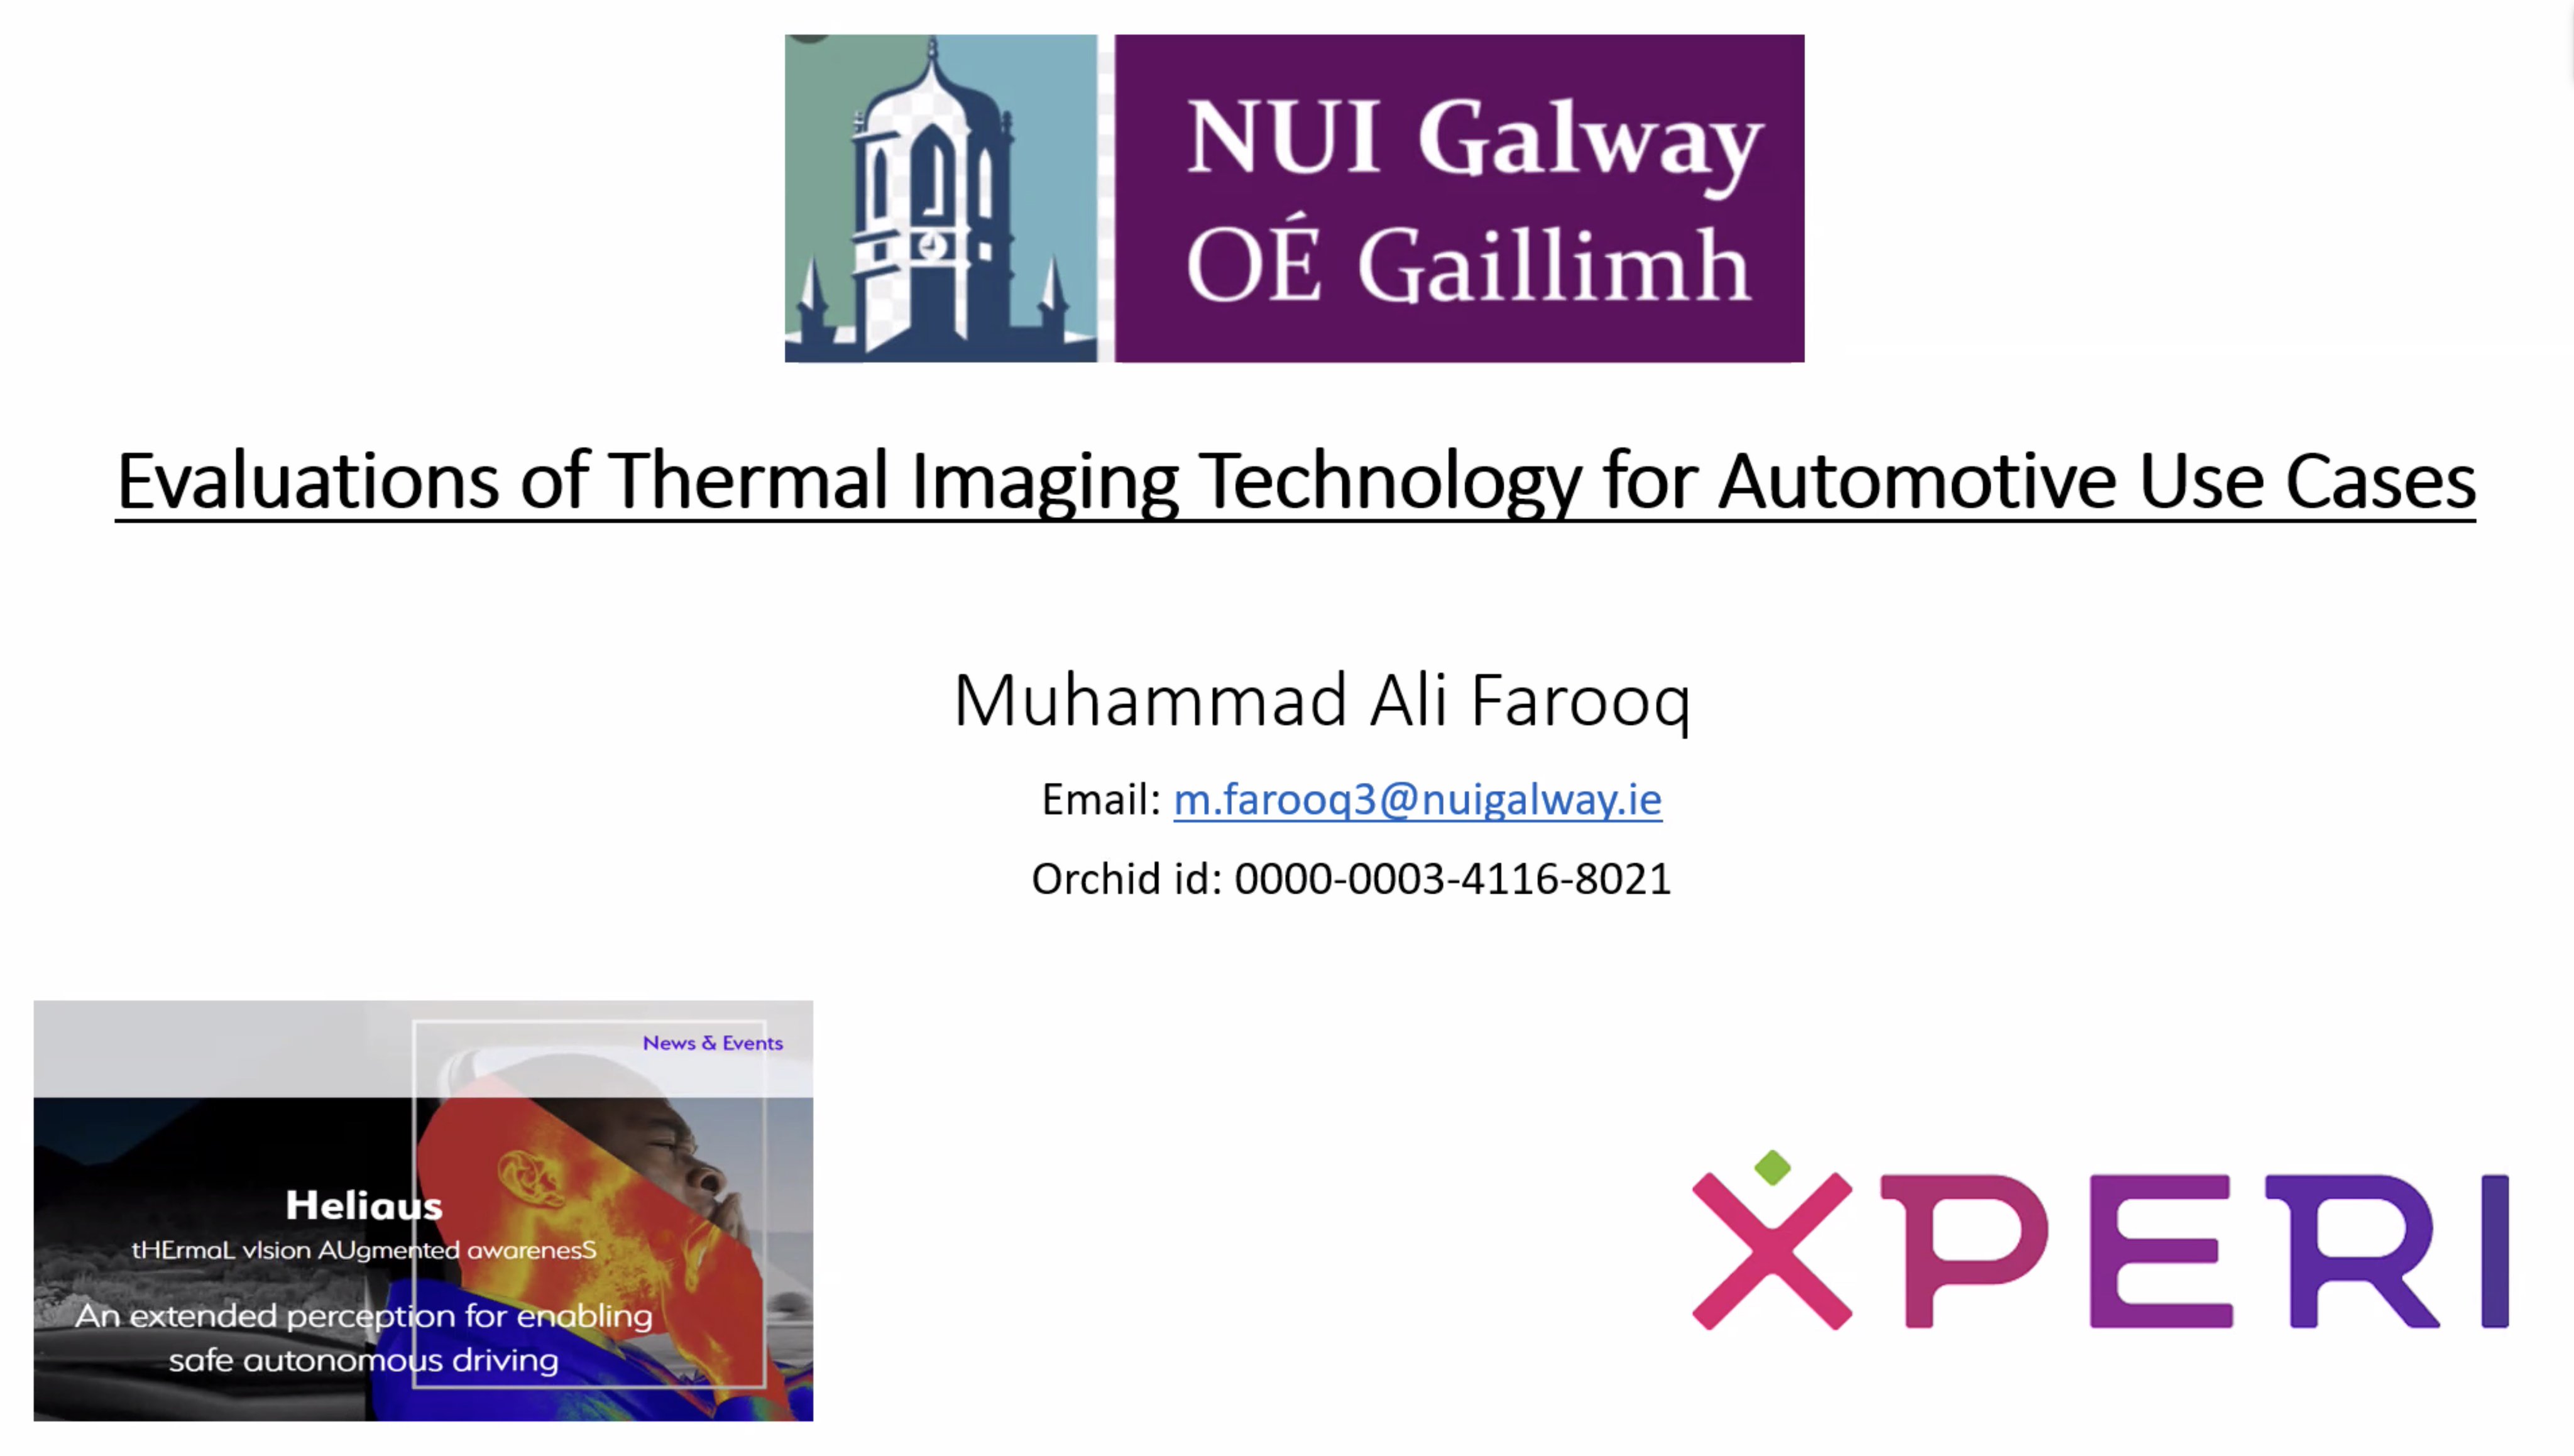 NUI Galway
OÉ Gaillimh
Evaluations of Thermal Imaging Technology for Automotive Use Cases
Muhammad Ali Farooq
Email: m.farooq3@nuigalway.ie
Orchid id: 0000-0003-4116-8021
News & Events
Heliaus
tHErmaL vIsion AUgmented awarenesS
An extended perception for enabling
safe autonomous driving
XPERI